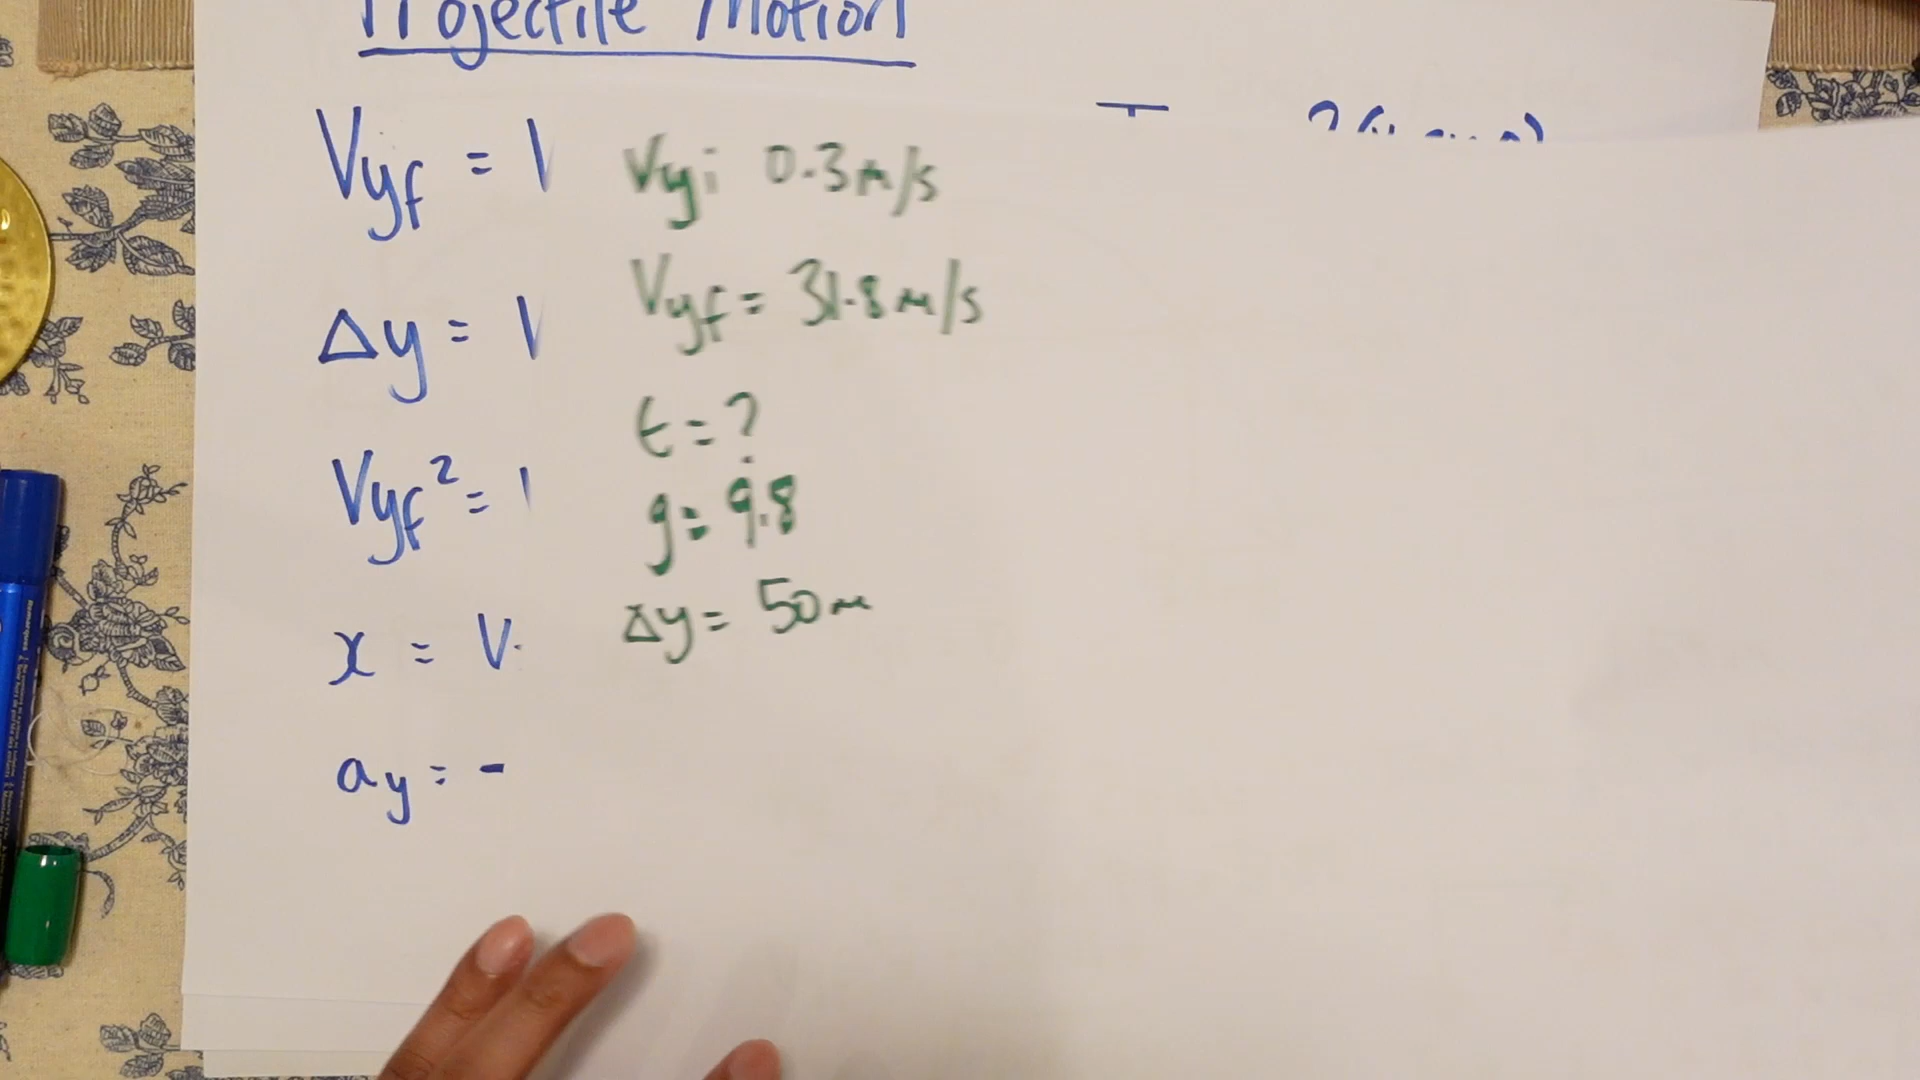 Projectile Motion
Vyf = V
Δy = V
Vyf² =
x = V
ay = -
Vyi 0.3m/s
Vyf = 31.8m/s
t = ?
g = 9.8
Δy = 50m